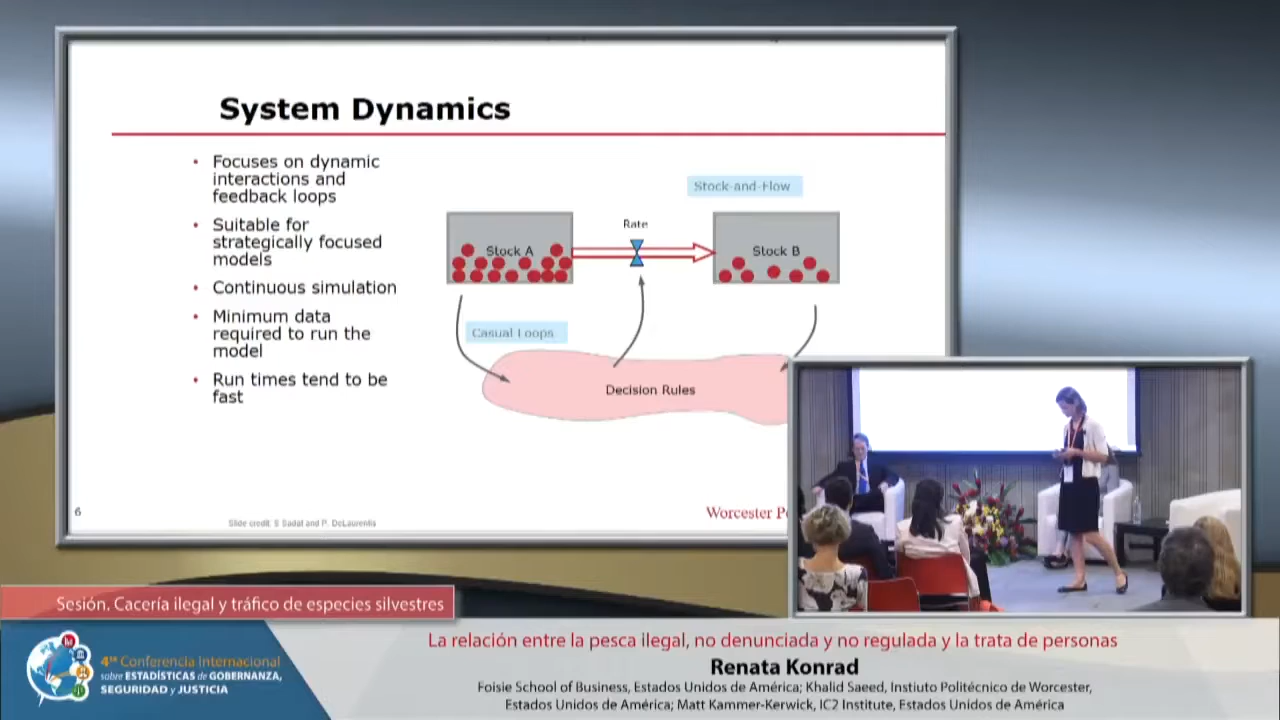 System Dynamics
• Focuses on dynamic
interactions and
feedback loops
• Suitable for
strategically focused
models
• Continuous simulation
• Minimum data
required to run the
model
• Run times tend to be
fast
Stock-and-Flow
Rate
Stock A
Stock B
Casual Loops
Decision Rules
6
Slide credit: S Sadat and P. DeLaurentis
Worcester
Sesión. Cacería ilegal y tráfico de especies silvestres
4ta Conferencia Internacional
sobre ESTADÍSTICAS de GOBERNANZA,
SEGURIDAD y JUSTICIA
La relación entre la pesca ilegal, no denunciada y no regulada y la trata de personas
Renata Konrad
Foisie School of Business, Estados Unidos de América; Khalid Saeed, Instiuto Politécnico de Worcester,
Estados Unidos de América; Matt Kammer-Kerwick, IC2 Institute, Estados Unidos de América